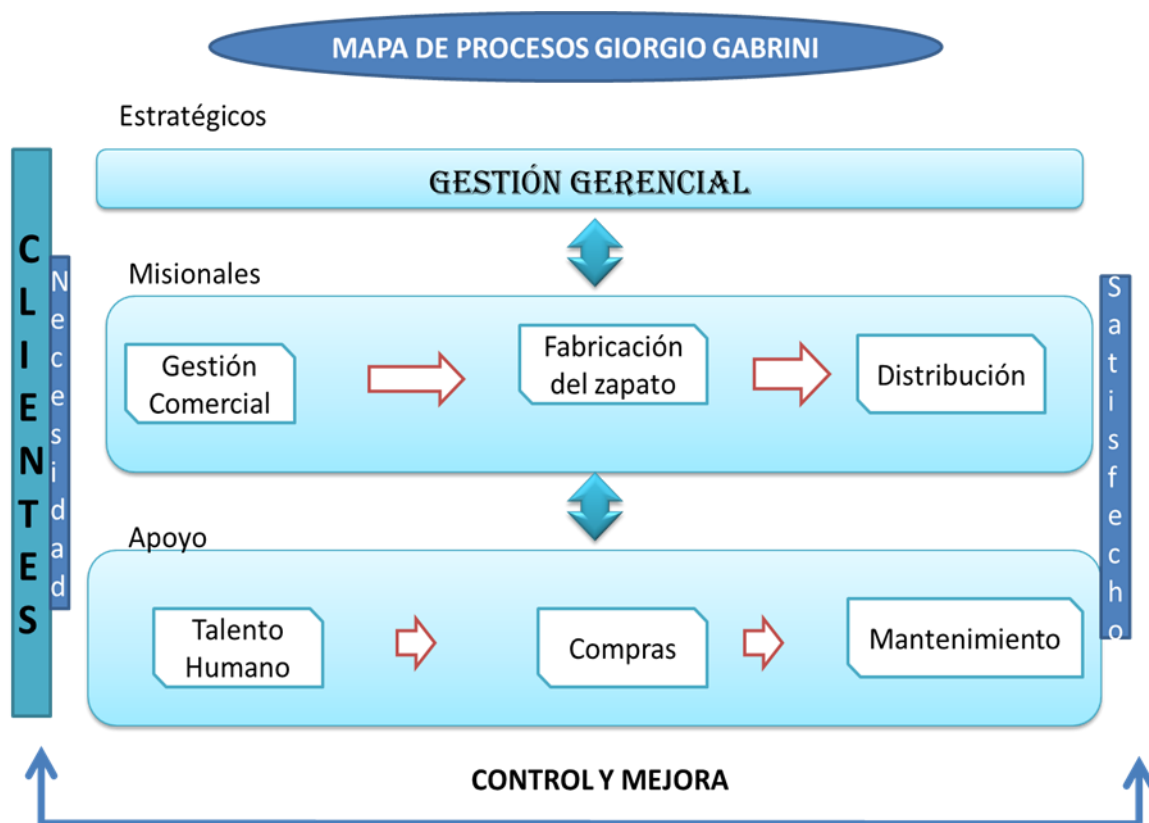 MAPA DE PROCESOS GIORGIO GABRINI
Estratégicos
GESTIÓN GERENCIAL
CLIENTES
Necesidad
Misionales
Gestión
Comercial
Fabricación
del zapato
Distribución
Satisfecho
Apoyo
Talento
Humano
Compras
Mantenimiento
CONTROL Y MEJORA